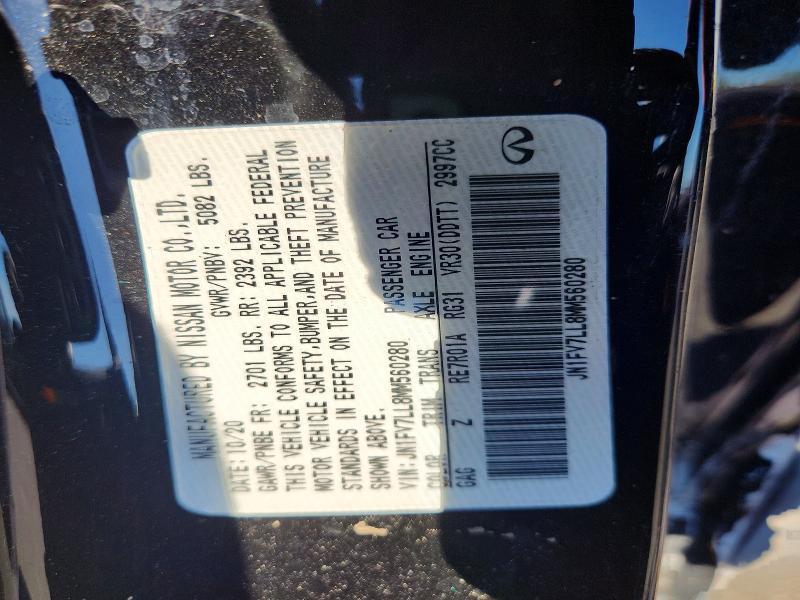 MANUFACTURED BY NISSAN MOTOR CO.,LTD.
DATE: 10/20 GVWR/PNBV: 5082 LBS.
GAWR/PNBE FR: 2701 LBS. RR: 2392 LBS.
THIS VEHICLE CONFORMS TO ALL APPLICABLE FEDERAL
MOTOR VEHICLE SAFETY,BUMPER,AND THEFT PREVENTION
STANDARDS IN EFFECT ON THE DATE OF MANUFACTURE
SHOWN ABOVE.
VIN:JN1FV7LL8MM560280 PASSENGER CAR
COLOR TRIM TRANS AXLE ENGINE
GAG Z RE7R01A RG31 VR30(DDTT) 2997CC
JN1FV7LL8MM560280